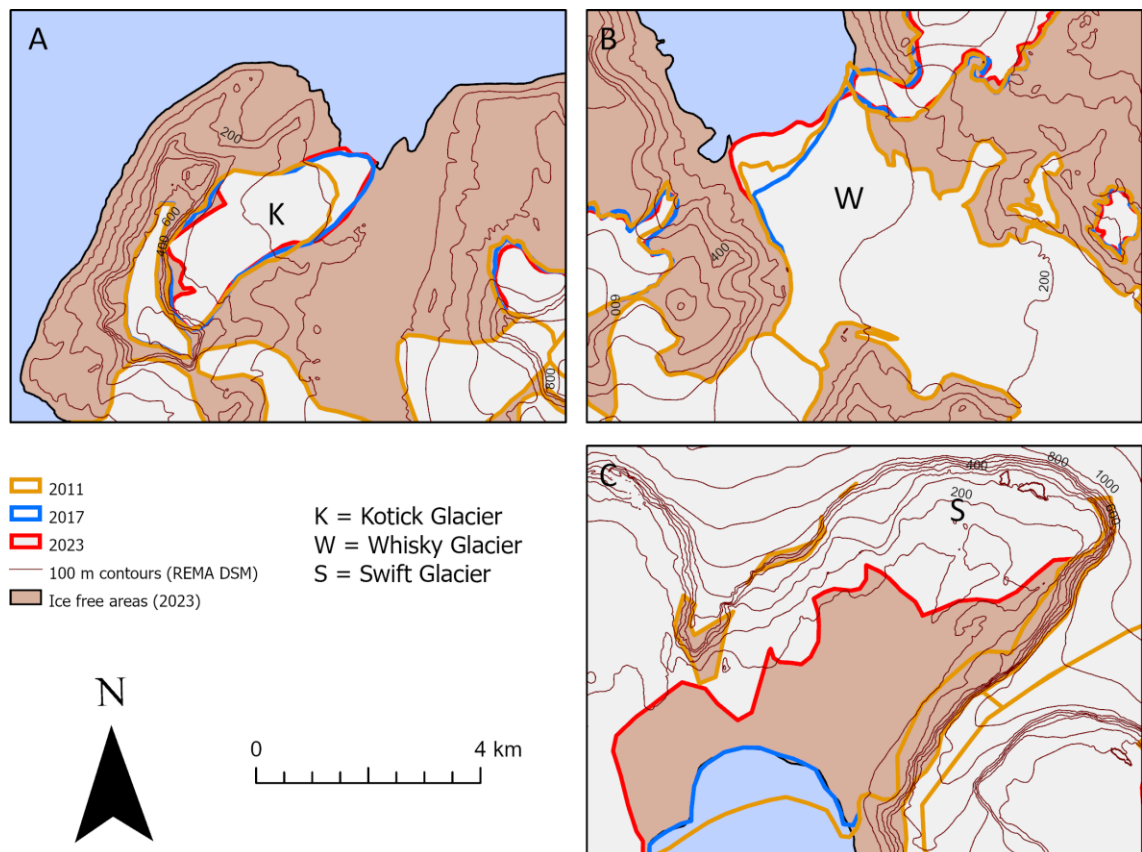 A
200
600
400
K
800
B
W
400
600
200
2011
2017
2023
100 m contours (REMA DSM)
Ice free areas (2023)
K = Kotick Glacier
W = Whisky Glacier
S = Swift Glacier
N
0 4 km
C
400
800
1000
200
S